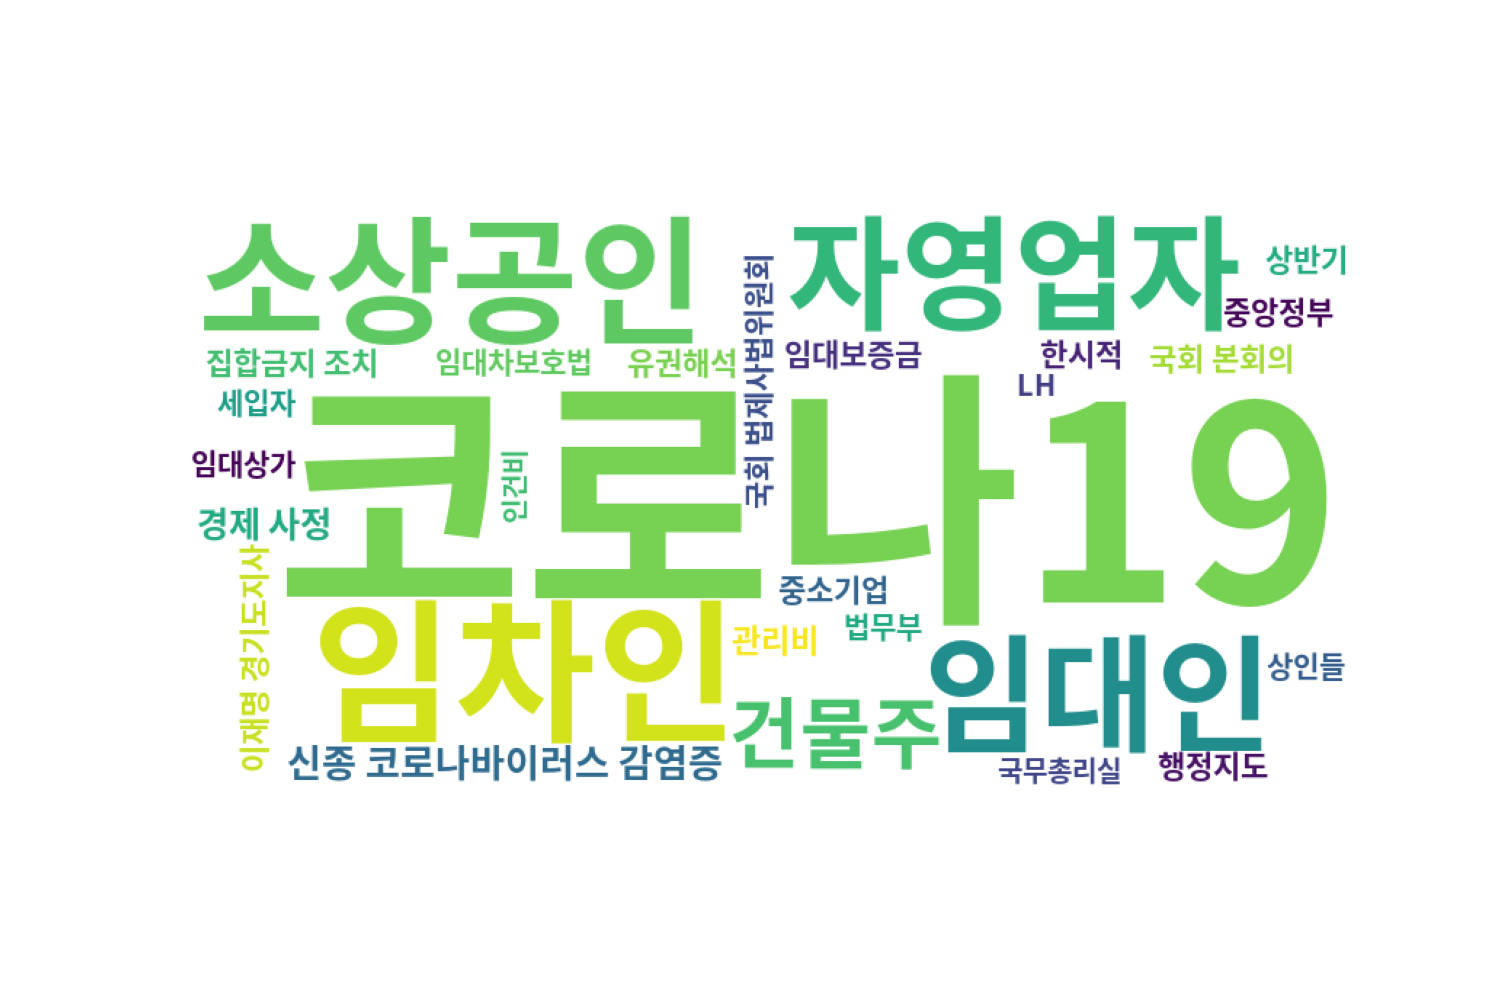 소상공인
자영업자
상반기
중앙정부
집합금지 조치
임대차보호법
유권해석
국회 법제사법위원회
임대보증금
한시적
국회 본회의
LH
세입자
코로나19
임대상가
인건비
경제 사정
이재명 경기도지사
중소기업
법무부
임차인
관리비
임대인
상인들
건물주
신종 코로나바이러스 감염증
국무총리실
행정지도